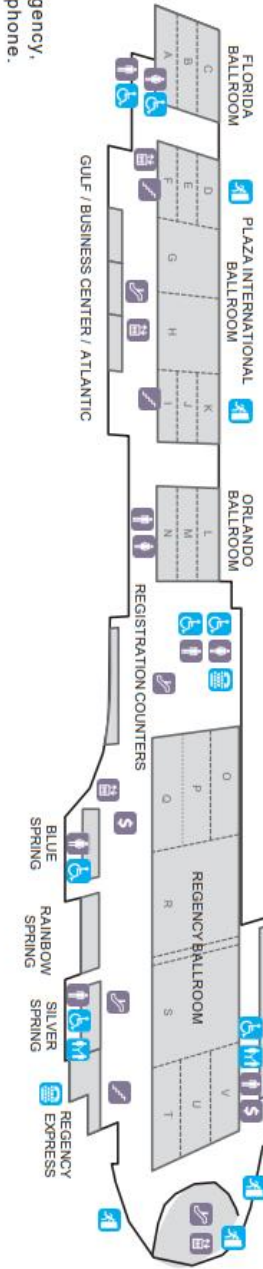 gency,
phone.
FLORIDA
BALLROOM
C
B
A
PLAZA INTERNATIONAL
BALLROOM
D
E
F
G
H
K
J
I
GULF / BUSINESS CENTER / ATLANTIC
ORLANDO
BALLROOM
L
M
N
REGISTRATION COUNTERS
O
P
Q
REGENCY BALLROOM
R
S
V
U
T
$
$
BLUE
SPRING
RAINBOW
SPRING
SILVER
SPRING
REGENCY
EXPRESS